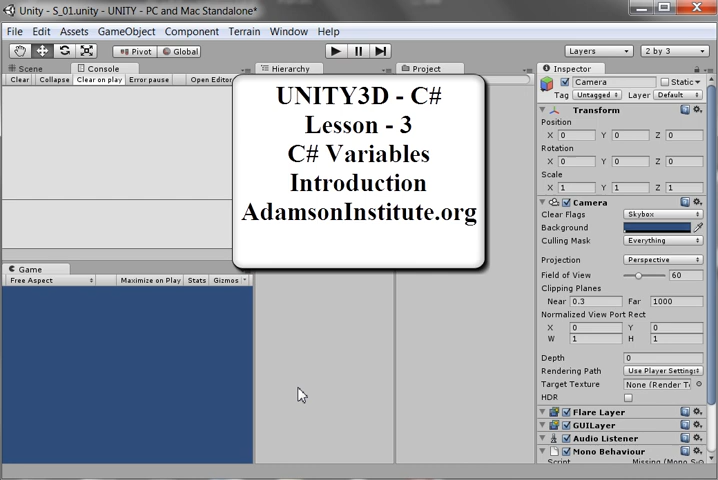 Unity - S_01.unity - UNITY - PC and Mac Standalone*
File Edit Assets GameObject Component Terrain Window Help
Pivot Global Layers 2 by 3
Scene Console Hierarchy Project Inspector
Clear Collapse Clear on play Error pause Open Editor
Camera Static
Tag Untagged Layer Default
Transform
Position
X 0 Y 0 Z 0
Rotation
X 0 Y 0 Z 0
Scale
X 1 Y 1 Z 1
Camera
Clear Flags Skybox
Background
Culling Mask Everything
Projection Perspective
Field of View 60
Clipping Planes
Near 0.3 Far 1000
Normalized View Port Rect
X 0 Y 0
W 1 H 1
Depth 0
Rendering Path Use Player Settings
Target Texture None (Render Te
HDR
Flare Layer
GUILayer
Audio Listener
Mono Behaviour
Script Missing (Mono S
UNITY3D - C#
Lesson - 3
C# Variables
Introduction
AdamsonInstitute.org
Game
Free Aspect Maximize on Play Stats Gizmos